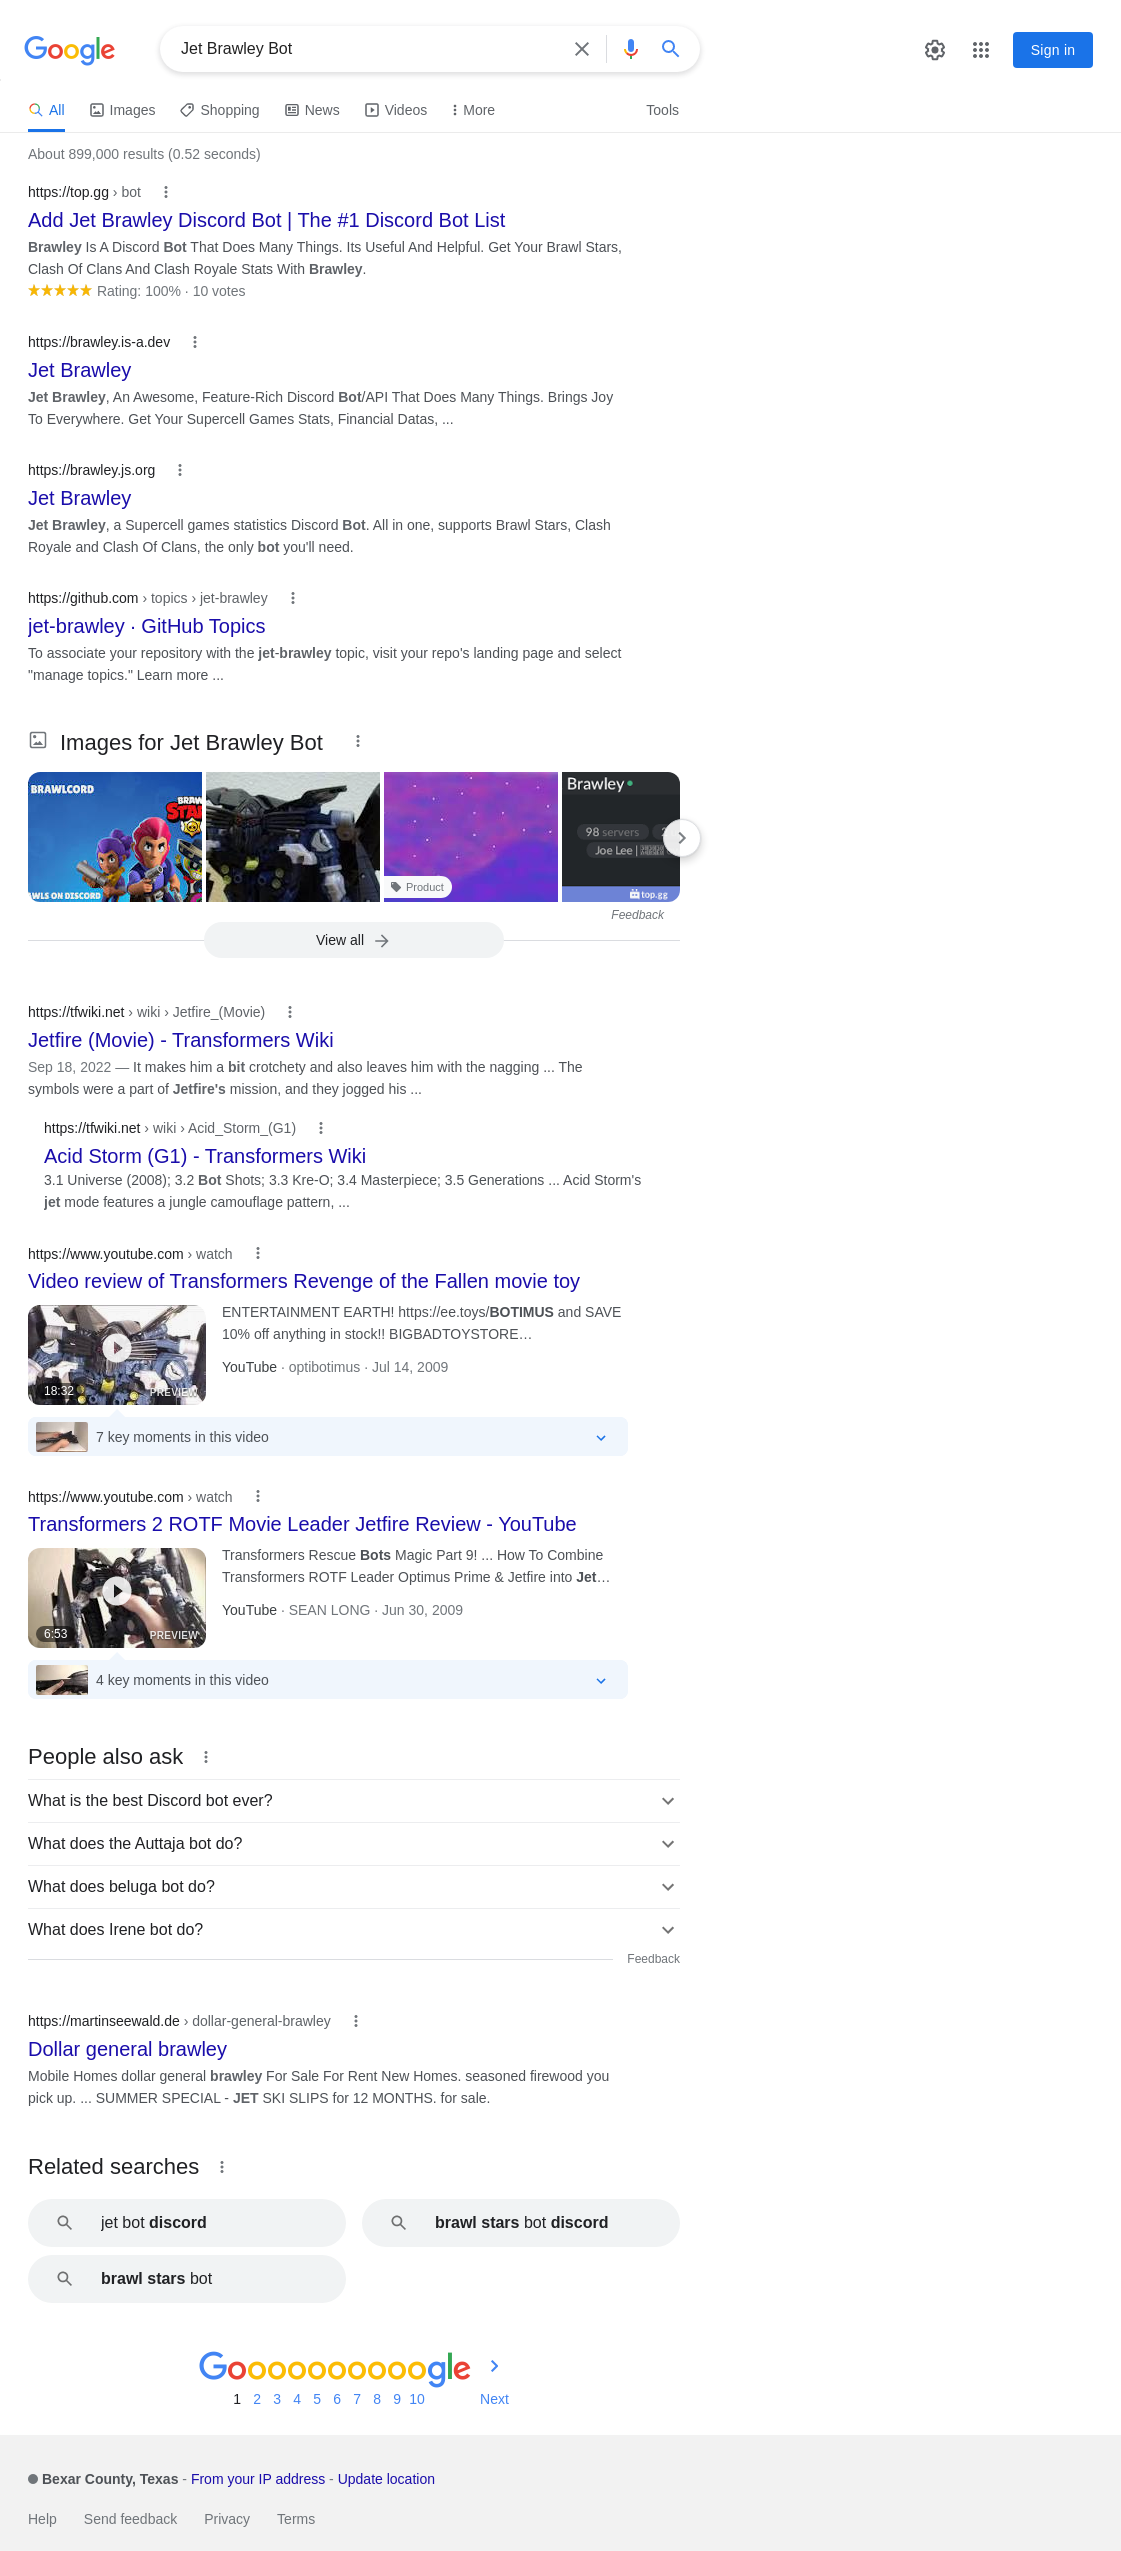 Google
Jet Brawley Bot
Sign in
All
Images
Shopping
News
Videos
More
Tools
About 899,000 results (0.52 seconds)
https://top.gg › bot
Add Jet Brawley Discord Bot | The #1 Discord Bot List
Brawley Is A Discord Bot That Does Many Things. Its Useful And Helpful. Get Your Brawl Stars,
Clash Of Clans And Clash Royale Stats With Brawley.
Rating: 100% · 10 votes
https://brawley.is-a.dev
Jet Brawley
Jet Brawley, An Awesome, Feature-Rich Discord Bot/API That Does Many Things. Brings Joy
To Everywhere. Get Your Supercell Games Stats, Financial Datas, ...
https://brawley.js.org
Jet Brawley
Jet Brawley, a Supercell games statistics Discord Bot. All in one, supports Brawl Stars, Clash
Royale and Clash Of Clans, the only bot you'll need.
https://github.com › topics › jet-brawley
jet-brawley · GitHub Topics
To associate your repository with the jet-brawley topic, visit your repo's landing page and select
"manage topics." Learn more ...
Images for Jet Brawley Bot
BRAWLCORD
BRAW
STA
AWLS ON DISCORD
Product
Brawley
98 servers
Joe Lee |
top.gg
Feedback
View all
https://tfwiki.net › wiki › Jetfire_(Movie)
Jetfire (Movie) - Transformers Wiki
Sep 18, 2022 — It makes him a bit crotchety and also leaves him with the nagging ... The
symbols were a part of Jetfire's mission, and they jogged his ...
https://tfwiki.net › wiki › Acid_Storm_(G1)
Acid Storm (G1) - Transformers Wiki
3.1 Universe (2008); 3.2 Bot Shots; 3.3 Kre-O; 3.4 Masterpiece; 3.5 Generations ... Acid Storm's
jet mode features a jungle camouflage pattern, ...
https://www.youtube.com › watch
Video review of Transformers Revenge of the Fallen movie toy
ENTERTAINMENT EARTH! https://ee.toys/BOTIMUS and SAVE
10% off anything in stock!! BIGBADTOYSTORE…
YouTube · optibotimus · Jul 14, 2009
18:32
PREVIEW
7 key moments in this video
https://www.youtube.com › watch
Transformers 2 ROTF Movie Leader Jetfire Review - YouTube
Transformers Rescue Bots Magic Part 9! ... How To Combine
Transformers ROTF Leader Optimus Prime & Jetfire into Jet…
YouTube · SEAN LONG · Jun 30, 2009
6:53
PREVIEW
4 key moments in this video
People also ask
What is the best Discord bot ever?
What does the Auttaja bot do?
What does beluga bot do?
What does Irene bot do?
Feedback
https://martinseewald.de › dollar-general-brawley
Dollar general brawley
Mobile Homes dollar general brawley For Sale For Rent New Homes. seasoned firewood you
pick up. ... SUMMER SPECIAL - JET SKI SLIPS for 12 MONTHS. for sale.
Related searches
jet bot discord
brawl stars bot discord
brawl stars bot
Goooooooooogle
1 2 3 4 5 6 7 8 9 10 Next
Bexar County, Texas - From your IP address - Update location
Help
Send feedback
Privacy
Terms